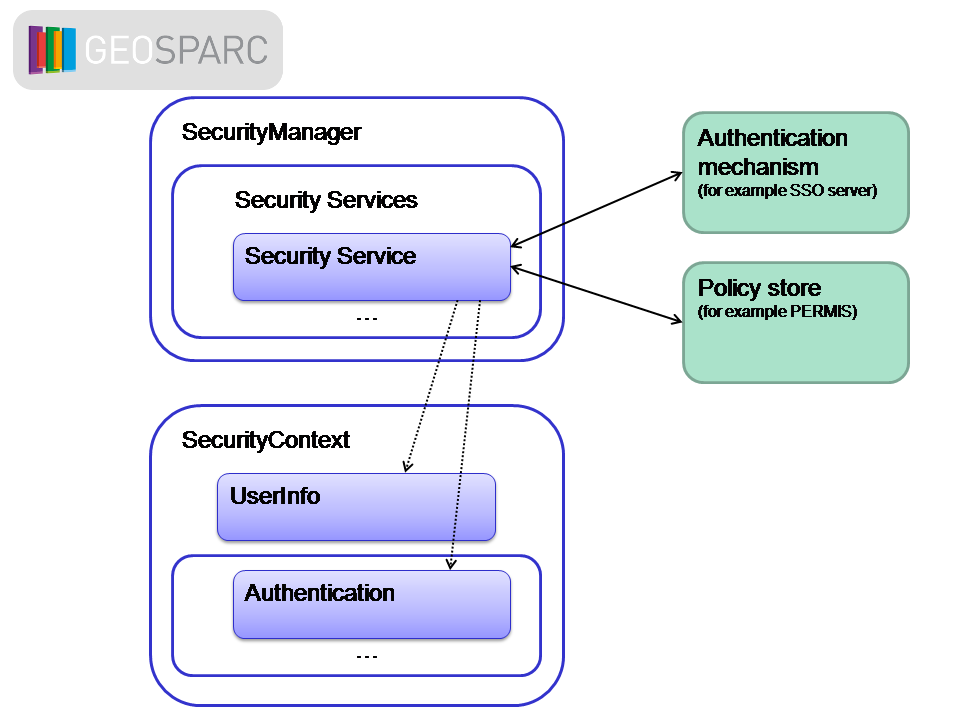 GEOSPARC
SecurityManager
Security Services
Security Service
...
Authentication
mechanism
(for example SSO server)
Policy store
(for example PERMIS)
SecurityContext
UserInfo
Authentication
...